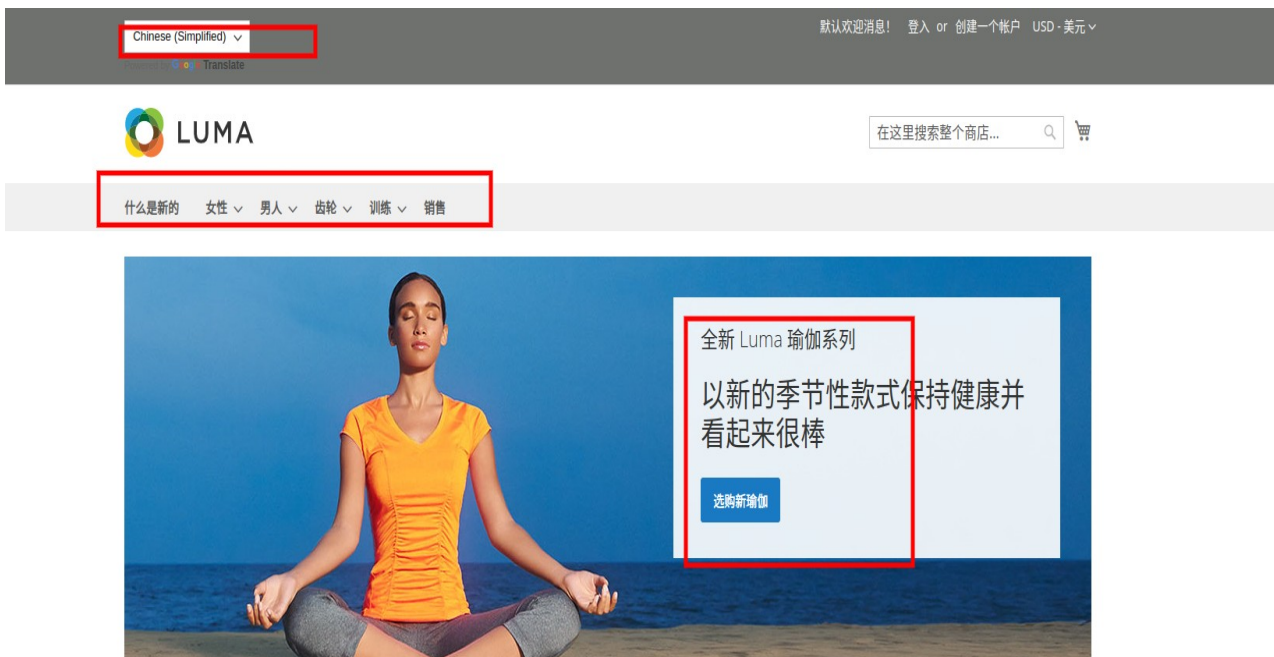 Chinese (Simplified)
默认欢迎消息! 登入 or 创建一个帐户 USD - 美元
Translate
LUMA
在这里搜索整个商店...
什么是新的 女性 男人 齿轮 训练 销售
全新 Luma 瑜伽系列
以新的季节性款式保持健康并
看起来很棒
选购新瑜伽